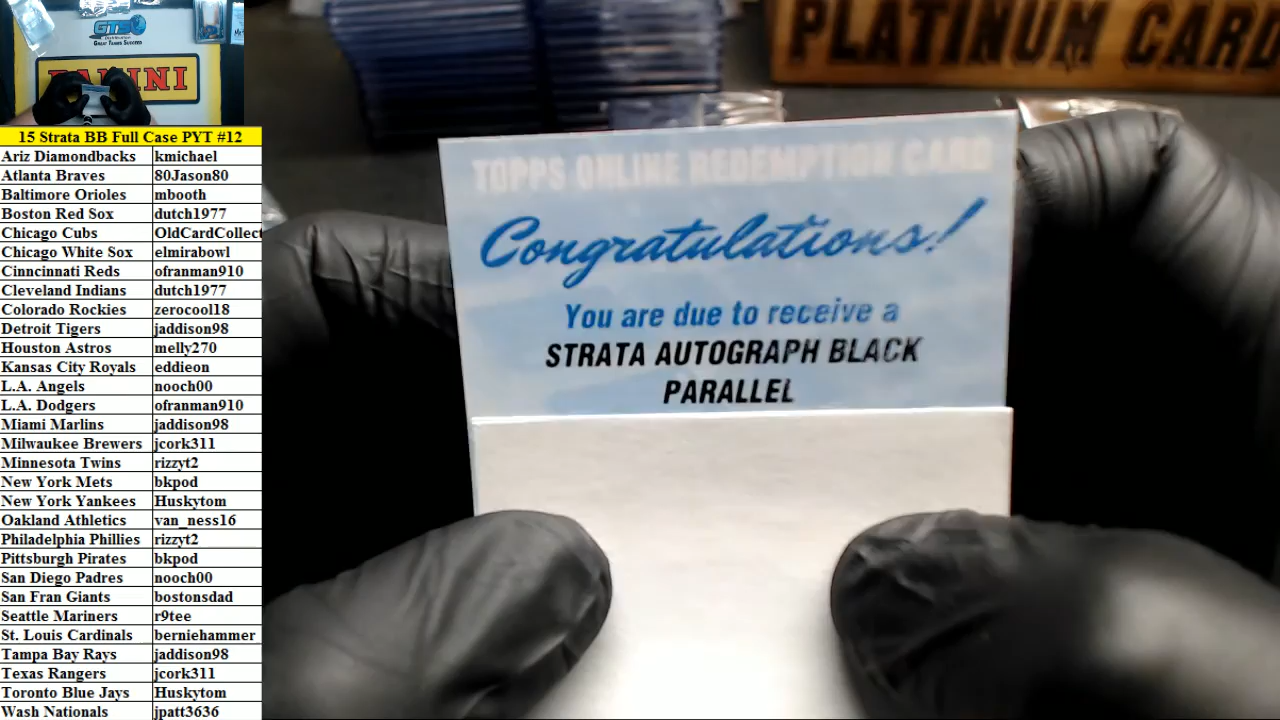 GTS
Distribution
GREAT TEAMS SUCCESS
PANINI
15 Strata BB Full Case PYT #12
Ariz Diamondbacks kmichael
Atlanta Braves 80Jason80
Baltimore Orioles mbooth
Boston Red Sox dutch1977
Chicago Cubs OldCardCollect
Chicago White Sox elmirabowl
Cinncinnati Reds ofranman910
Cleveland Indians dutch1977
Colorado Rockies zerocool18
Detroit Tigers jaddison98
Houston Astros melly270
Kansas City Royals eddieon
L.A. Angels nooch00
L.A. Dodgers ofranman910
Miami Marlins jaddison98
Milwaukee Brewers jcork311
Minnesota Twins rizzyt2
New York Mets bkpod
New York Yankees Huskytom
Oakland Athletics van_ness16
Philadelphia Phillies rizzyt2
Pittsburgh Pirates bkpod
San Diego Padres nooch00
San Fran Giants bostonsdad
Seattle Mariners r9tee
St. Louis Cardinals berniehammer
Tampa Bay Rays jaddison98
Texas Rangers jcork311
Toronto Blue Jays Huskytom
Wash Nationals jpatt3636
PLATINUM CARD
TOPPS ONLINE REDEMPTION CARD
Congratulations!
You are due to receive a
STRATA AUTOGRAPH BLACK
PARALLEL